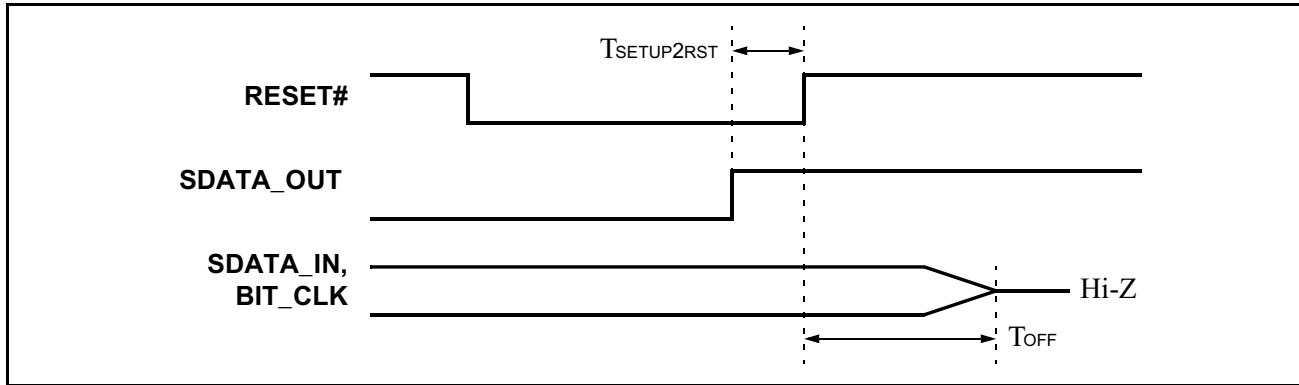 TSETUP2RST
RESET#
SDATA_OUT
SDATA_IN,
BIT_CLK
Hi-Z
TOFF